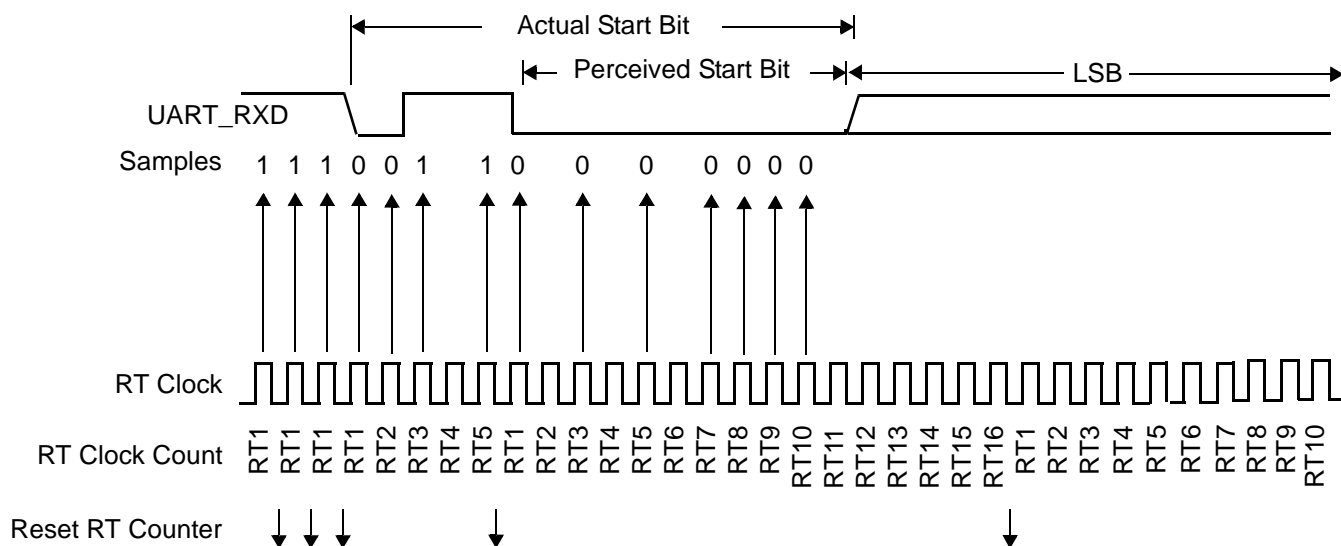 Actual Start Bit
Perceived Start Bit
LSB
UART_RXD
Samples 1 1 1 0 0 1 1 0 0 0 0 0 0 0
RT Clock
RT Clock Count RT1 RT1 RT1 RT1 RT2 RT3 RT4 RT5 RT1 RT2 RT3 RT4 RT5 RT6 RT7 RT8 RT9 RT10 RT11 RT12 RT13 RT14 RT15 RT16 RT1 RT2 RT3 RT4 RT5 RT6 RT7 RT8 RT9 RT10
Reset RT Counter